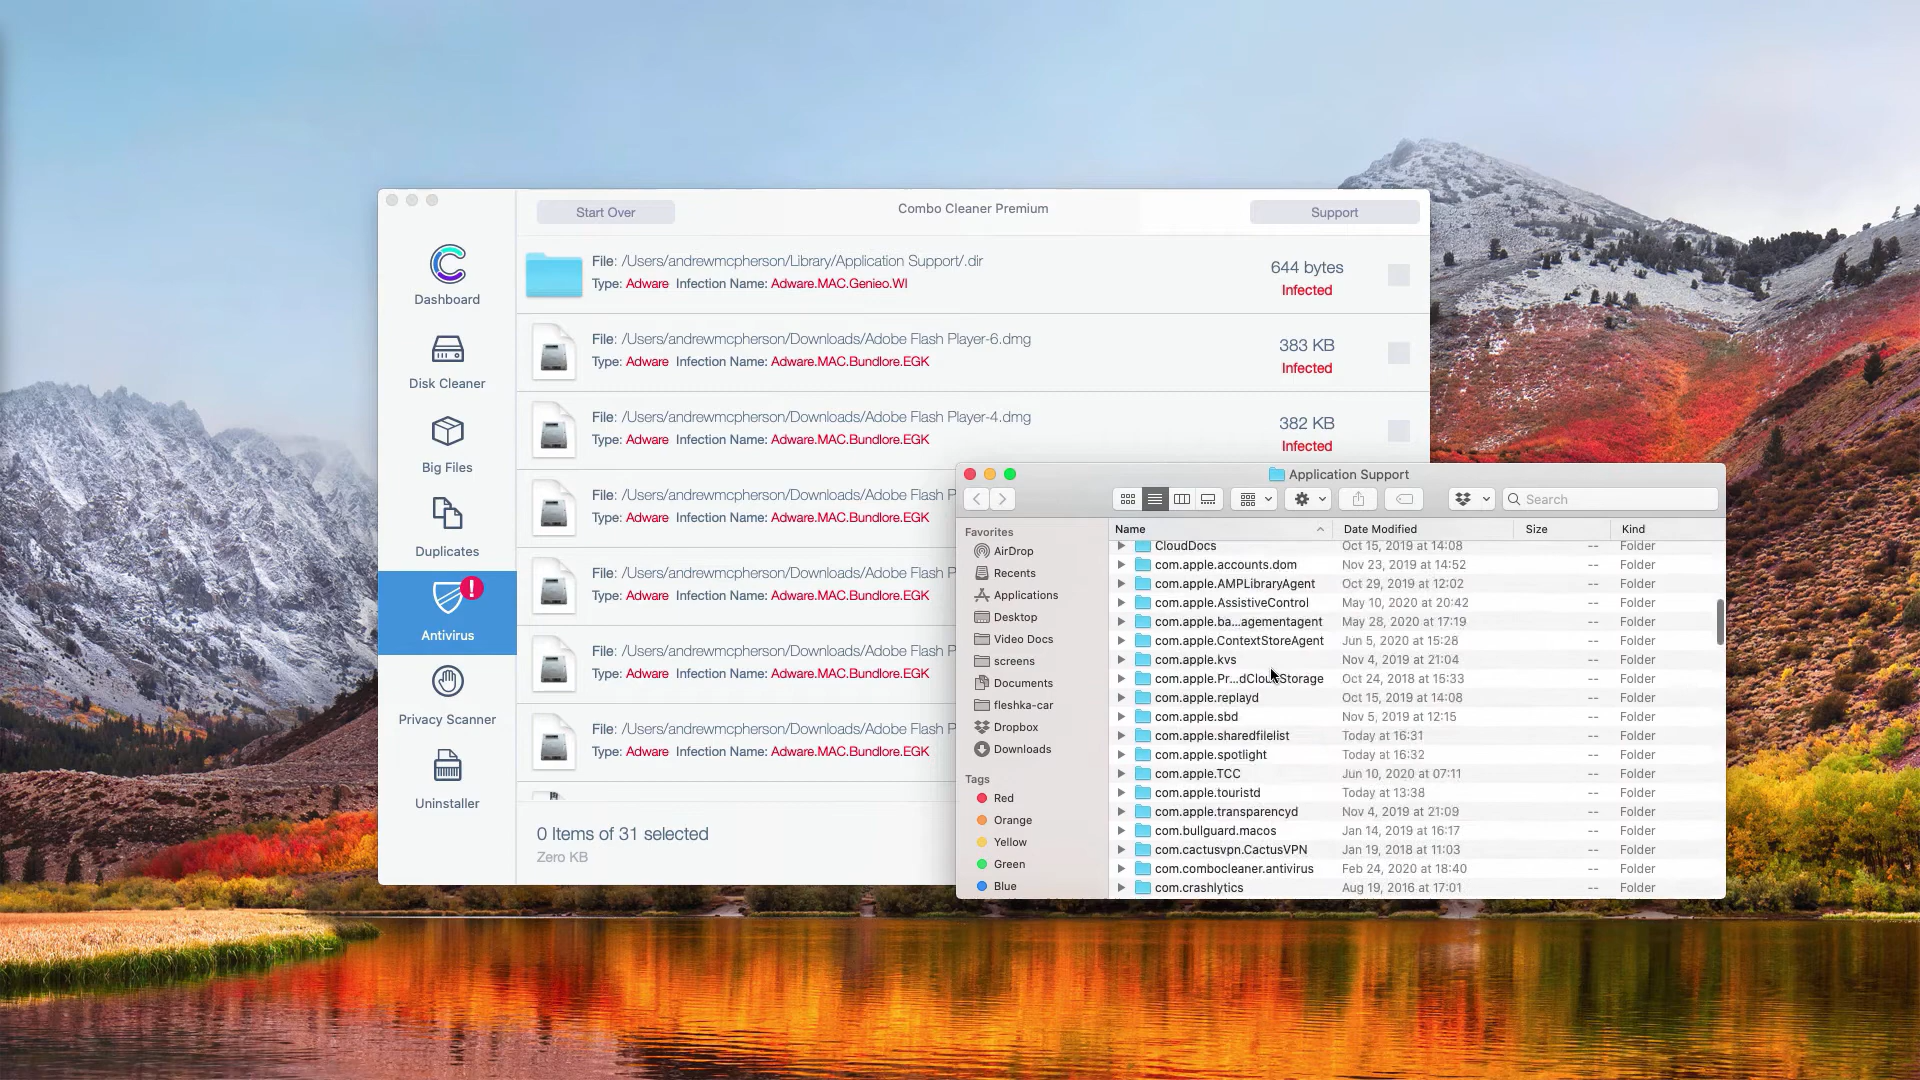 Start Over
Combo Cleaner Premium
Support
Dashboard
Disk Cleaner
Big Files
Duplicates
Antivirus
Privacy Scanner
Uninstaller
File: /Users/andrewmcpherson/Library/Application Support/.dir
Type: Adware Infection Name: Adware.MAC.Genieo.WI
644 bytes
Infected
File: /Users/andrewmcpherson/Downloads/Adobe Flash Player-6.dmg
Type: Adware Infection Name: Adware.MAC.Bundlore.EGK
383 KB
Infected
File: /Users/andrewmcpherson/Downloads/Adobe Flash Player-4.dmg
Type: Adware Infection Name: Adware.MAC.Bundlore.EGK
382 KB
Infected
File: /Users/andrewmcpherson/Downloads/Adobe Flash P
Type: Adware Infection Name: Adware.MAC.Bundlore.EGK
File: /Users/andrewmcpherson/Downloads/Adobe Flash P
Type: Adware Infection Name: Adware.MAC.Bundlore.EGK
File: /Users/andrewmcpherson/Downloads/Adobe Flash P
Type: Adware Infection Name: Adware.MAC.Bundlore.EGK
File: /Users/andrewmcpherson/Downloads/Adobe Flash P
Type: Adware Infection Name: Adware.MAC.Bundlore.EGK
0 Items of 31 selected
Zero KB
Application Support
Search
Favorites
AirDrop
Recents
Applications
Desktop
Video Docs
screens
Documents
fleshka-car
Dropbox
Downloads
Tags
Red
Orange
Yellow
Green
Blue
Name Date Modified Size Kind
CloudDocs Oct 15, 2019 at 14:08 -- Folder
com.apple.accounts.dom Nov 23, 2019 at 14:52 -- Folder
com.apple.AMPLibraryAgent Oct 29, 2019 at 12:02 -- Folder
com.apple.AssistiveControl May 10, 2020 at 20:42 -- Folder
com.apple.ba...agementagent May 28, 2020 at 17:19 -- Folder
com.apple.ContextStoreAgent Jun 5, 2020 at 15:28 -- Folder
com.apple.kvs Nov 4, 2019 at 21:04 -- Folder
com.apple.Pr...dCloudStorage Oct 24, 2018 at 15:33 -- Folder
com.apple.replayd Oct 15, 2019 at 14:08 -- Folder
com.apple.sbd Nov 5, 2019 at 12:15 -- Folder
com.apple.sharedfilelist Today at 16:31 -- Folder
com.apple.spotlight Today at 16:32 -- Folder
com.apple.TCC Jun 10, 2020 at 07:11 -- Folder
com.apple.touristd Today at 13:38 -- Folder
com.apple.transparencyd Nov 4, 2019 at 21:09 -- Folder
com.bullguard.macos Jan 14, 2019 at 16:17 -- Folder
com.cactusvpn.CactusVPN Jan 19, 2018 at 11:03 -- Folder
com.combocleaner.antivirus Feb 24, 2020 at 18:40 -- Folder
com.crashlytics Aug 19, 2016 at 17:01 -- Folder